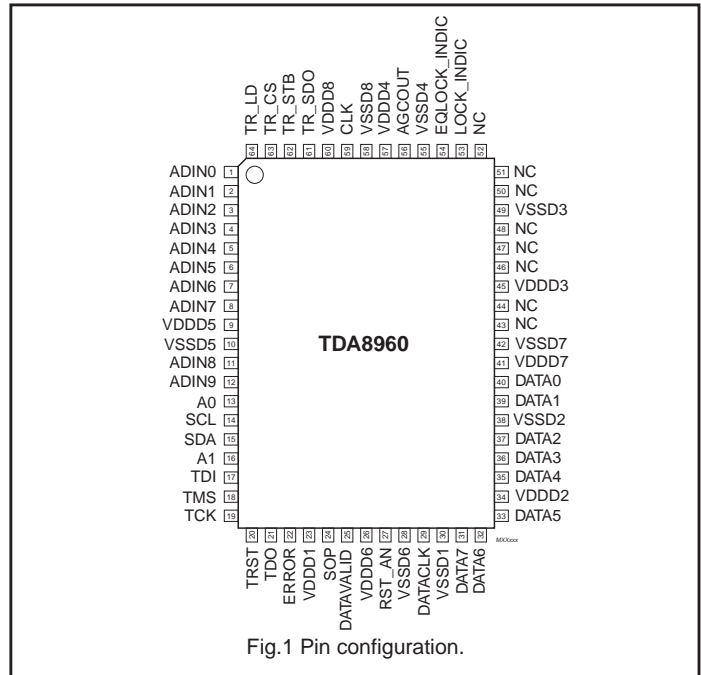 TR_LD
TR_CS
TR_STB
TR_SDO
VDDD8
CLK
VSSD8
VDDD4
AGCOUT
VSSD4
EQLOCK_INDIC
LOCK_INDIC
NC
64
63
62
61
60
59
58
57
56
55
54
53
52
ADIN0 1
ADIN1 2
ADIN2 3
ADIN3 4
ADIN4 5
ADIN5 6
ADIN6 7
ADIN7 8
VDDD5 9
VSSD5 10
ADIN8 11
ADIN9 12
A0 13
SCL 14
SDA 15
A1 16
TDI 17
TMS 18
TCK 19
TDA8960
51 NC
50 NC
49 VSSD3
48 NC
47 NC
46 NC
45 VDDD3
44 NC
43 NC
42 VSSD7
41 VDDD7
40 DATA0
39 DATA1
38 VSSD2
37 DATA2
36 DATA3
35 DATA4
34 VDDD2
33 DATA5
MXXxxx
20
21
22
23
24
25
26
27
28
29
30
31
32
TRST
TDO
ERROR
VDDD1
SOP
DATAVALID
VDDD6
RST_AN
VSSD6
DATACLK
VSSD1
DATA7
DATA6
Fig.1 Pin configuration.